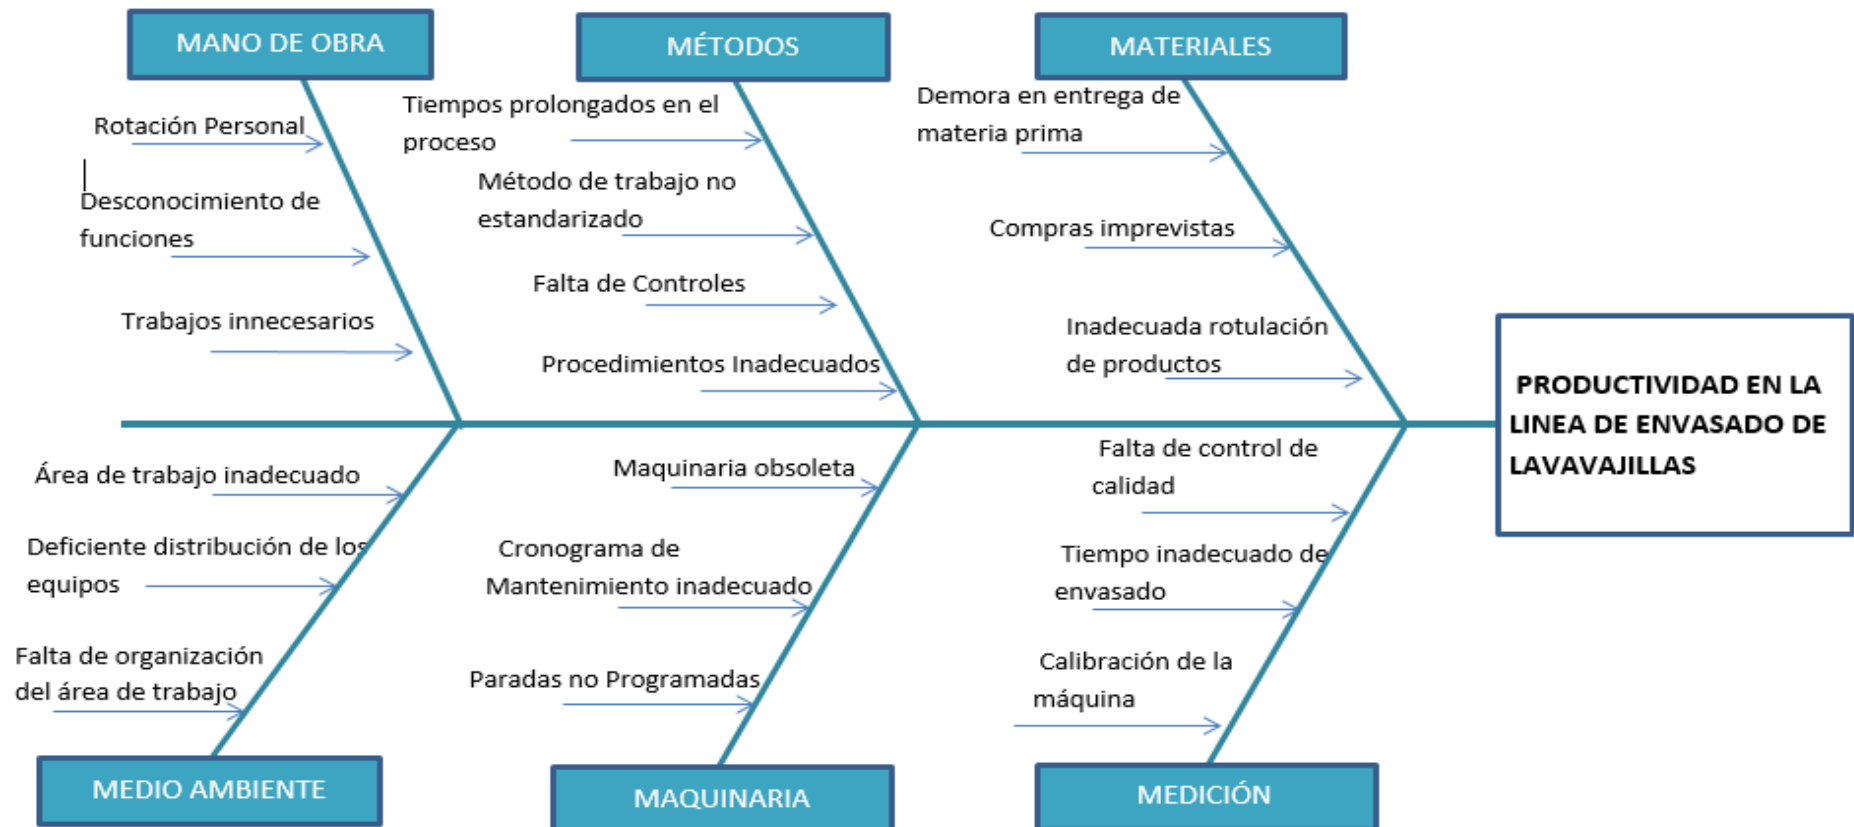 MANO DE OBRA
MÉTODOS
MATERIALES
Rotación Personal
Desconocimiento de
funciones
Trabajos innecesarios
Tiempos prolongados en el
proceso
Método de trabajo no
estandarizado
Falta de Controles
Procedimientos Inadecuados
Demora en entrega de
materia prima
Compras imprevistas
Inadecuada rotulación
de productos
PRODUCTIVIDAD EN LA
LINEA DE ENVASADO DE
LAVAVAJILLAS
Área de trabajo inadecuado
Deficiente distribución de los
equipos
Falta de organización
del área de trabajo
Maquinaria obsoleta
Cronograma de
Mantenimiento inadecuado
Paradas no Programadas
Falta de control de
calidad
Tiempo inadecuado de
envasado
Calibración de la
máquina
MEDIO AMBIENTE
MAQUINARIA
MEDICIÓN